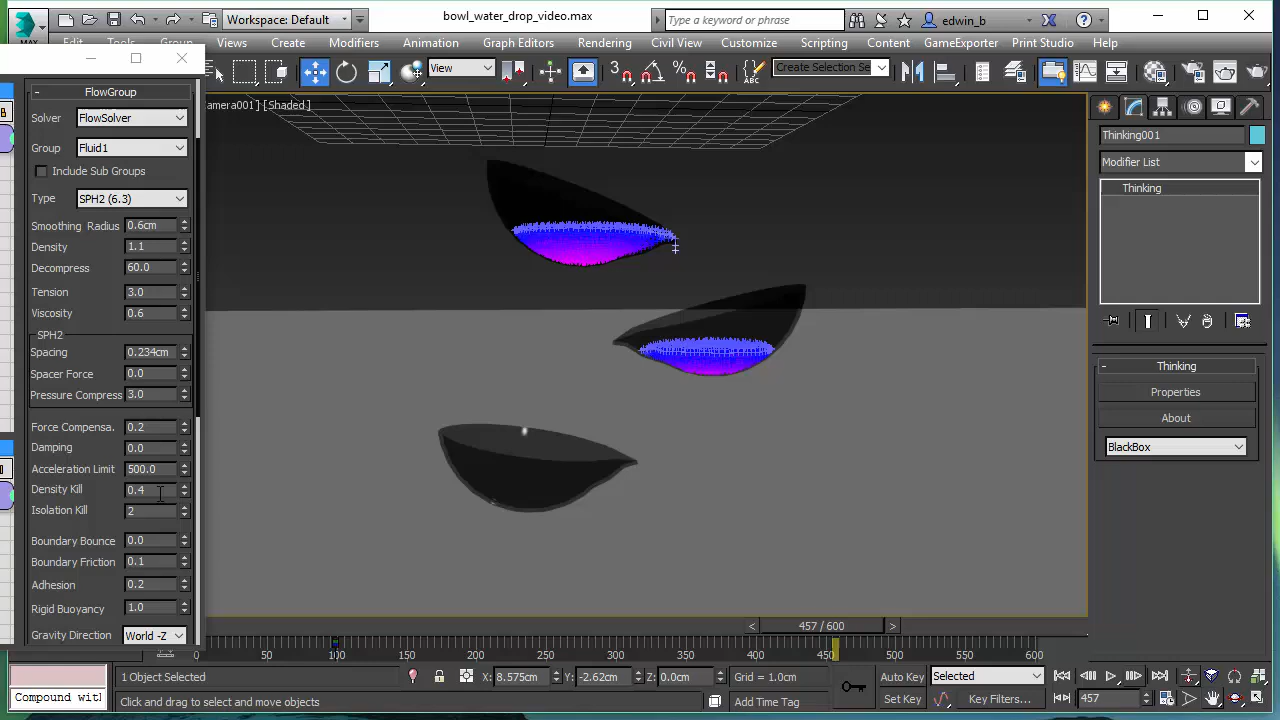 Workspace: Default
bowl_water_drop_video.max
Type a keyword or phrase
edwin_b
MAX
Edit Tools Group Views Create Modifiers Animation Graph Editors Rendering Civil View Customize Scripting Content GameExporter Print Studio Help
View
Create Selection Se
ABC
amera001] [Shaded]
FlowGroup
Solver FlowSolver
Group Fluid1
Include Sub Groups
Type SPH2 (6.3)
Smoothing Radius 0.6cm
Density 1.1
Decompress 60.0
Tension 3.0
Viscosity 0.6
SPH2
Spacing 0.234cm
Spacer Force 0.0
Pressure Compress 3.0
Force Compensa. 0.2
Damping 0.0
Acceleration Limit 500.0
Density Kill 0.4
Isolation Kill 2
Boundary Bounce 0.0
Boundary Friction 0.1
Adhesion 0.2
Rigid Buoyancy 1.0
Gravity Direction World -Z
B
Thinking001
Modifier List
Thinking
Thinking
Properties
About
BlackBox
< 457 / 600 >
0 50 100 150 200 250 300 350 400 450 500 550 600
1 Object Selected
X: 8.575cm Y: -2.62cm Z: 0.0cm
Grid = 1.0cm
Auto Key Selected
Compound witl
Click and drag to select and move objects
Add Time Tag
Set Key
Key Filters...
457